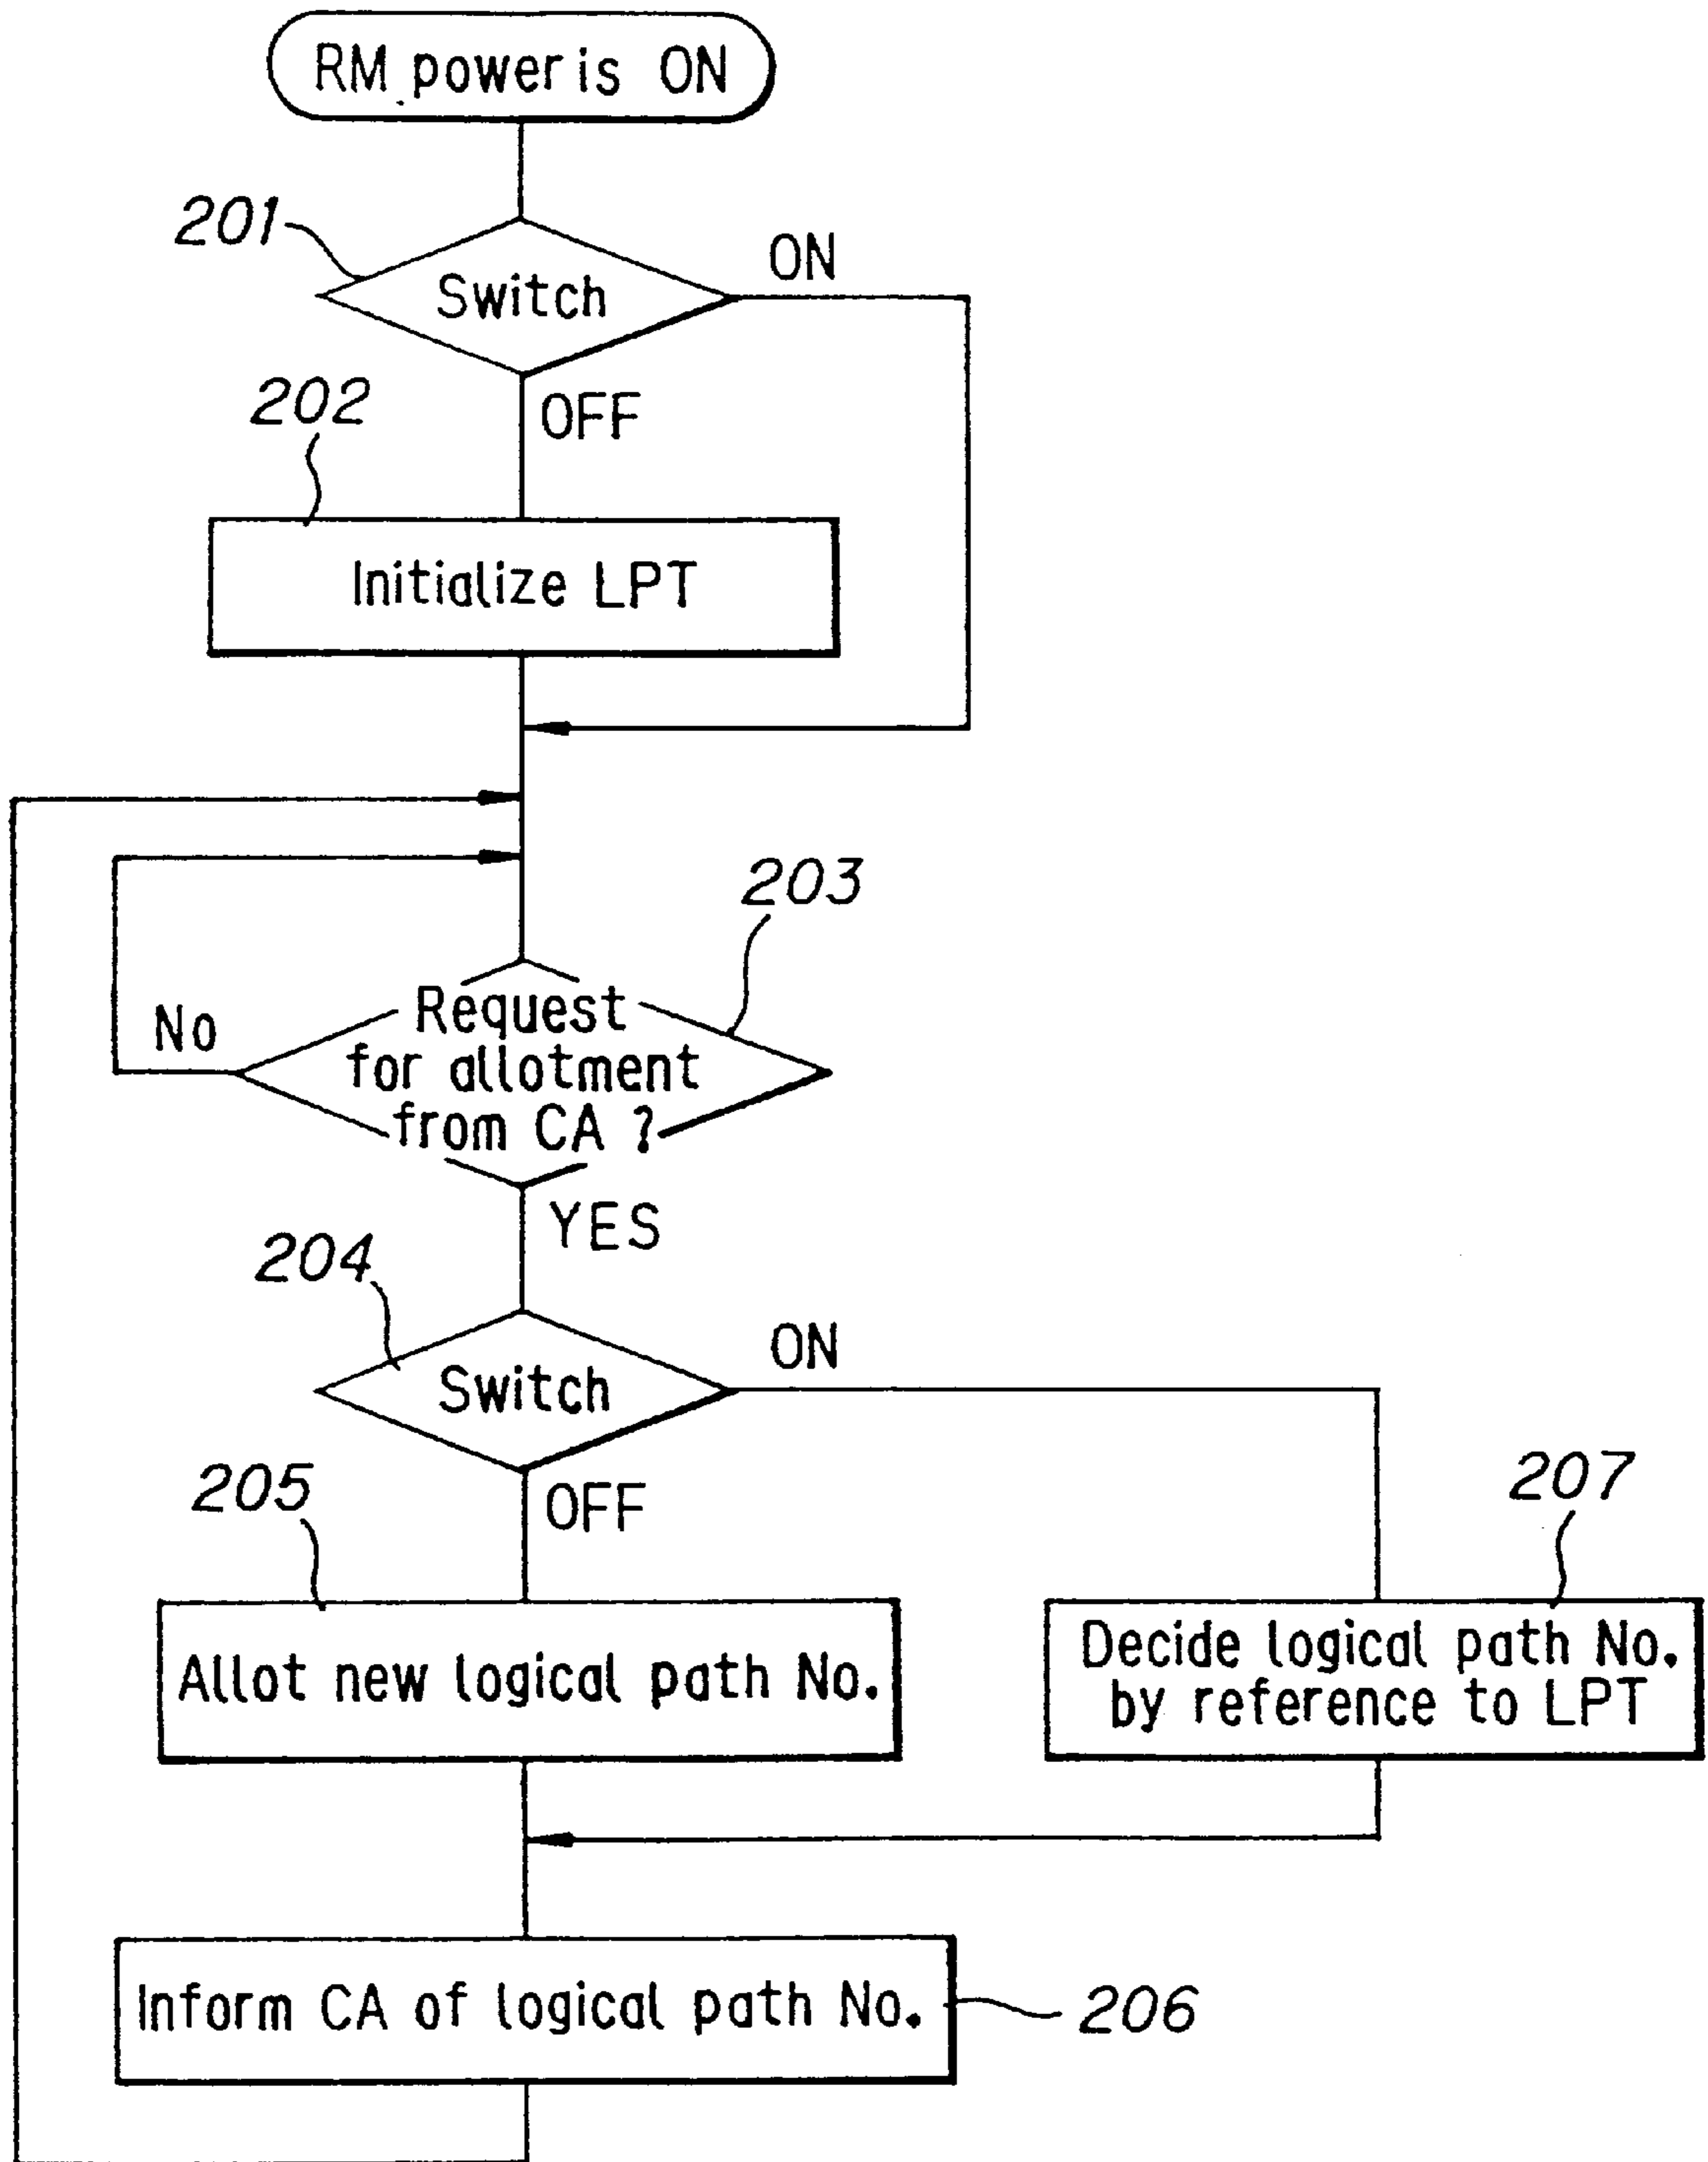 RM power is ON
201
Switch
ON
OFF
202
Initialize LPT
203
Request
for allotment
from CA ?
No
YES
204
Switch
ON
OFF
205
Allot new logical path No.
207
Decide logical path No.
by reference to LPT
Inform CA of logical path No.
206